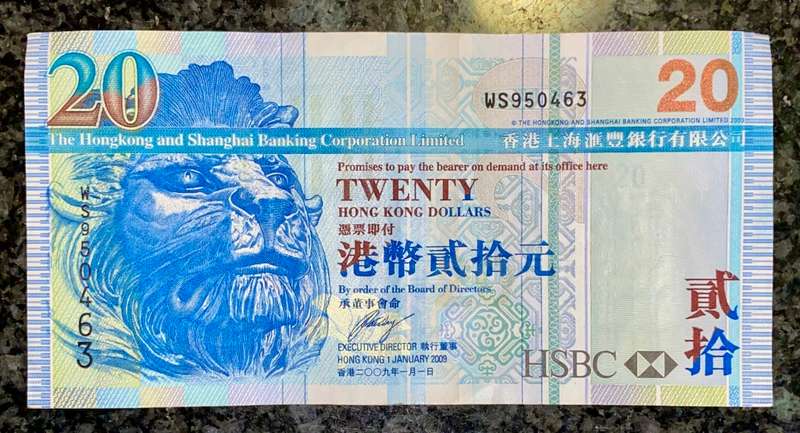 20
WS950463
20
© THE HONGKONG AND SHANGHAI BANKING CORPORATION LIMITED 2003
The Hongkong and Shanghai Banking Corporation Limited 香港上海滙豐銀行有限公司
Promises to pay the bearer on demand at its office here
TWENTY
HONG KONG DOLLARS
憑票即付
港幣貳拾元
By order of the Board of Directors
承董事會命
EXECUTIVE DIRECTOR 執行董事
HONG KONG 1 JANUARY 2009
香港二〇〇九年一月一日
WS950463
20
貳拾
HSBC